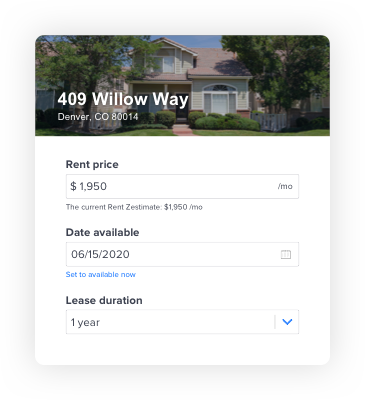 409 Willow Way
Denver, CO 80014
Rent price
$ 1,950 /mo
The current Rent Zestimate: $1,950 /mo
Date available
06/15/2020
Set to available now
Lease duration
1 year